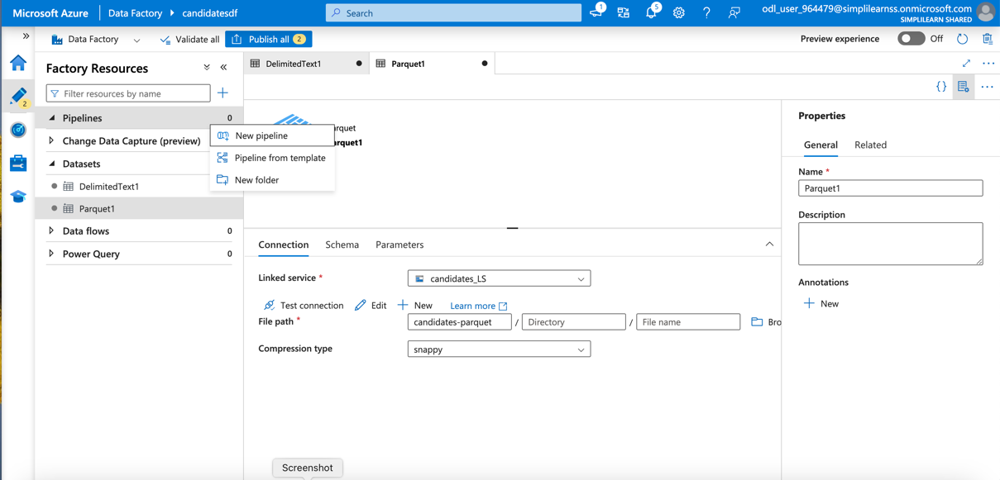 Microsoft Azure
Data Factory
candidatesdf
Search
1
5
odl_user_964479@simplilearnss.onmicrosoft.com
SIMPLILEARN SHARED
Data Factory
Validate all
Publish all 2
Preview experience
Off
2
Factory Resources
Filter resources by name
Pipelines 0
Change Data Capture (preview)
Datasets
DelimitedText1
Parquet1
Data flows 0
Power Query 0
New pipeline
Pipeline from template
New folder
DelimitedText1
Parquet1
arquet
arquet1
Connection
Schema
Parameters
Linked service *
candidates_LS
Test connection
Edit
New
Learn more
File path *
candidates-parquet / Directory / File name
Bro
Compression type
snappy
Properties
General
Related
Name *
Parquet1
Description
Annotations
New
Screenshot